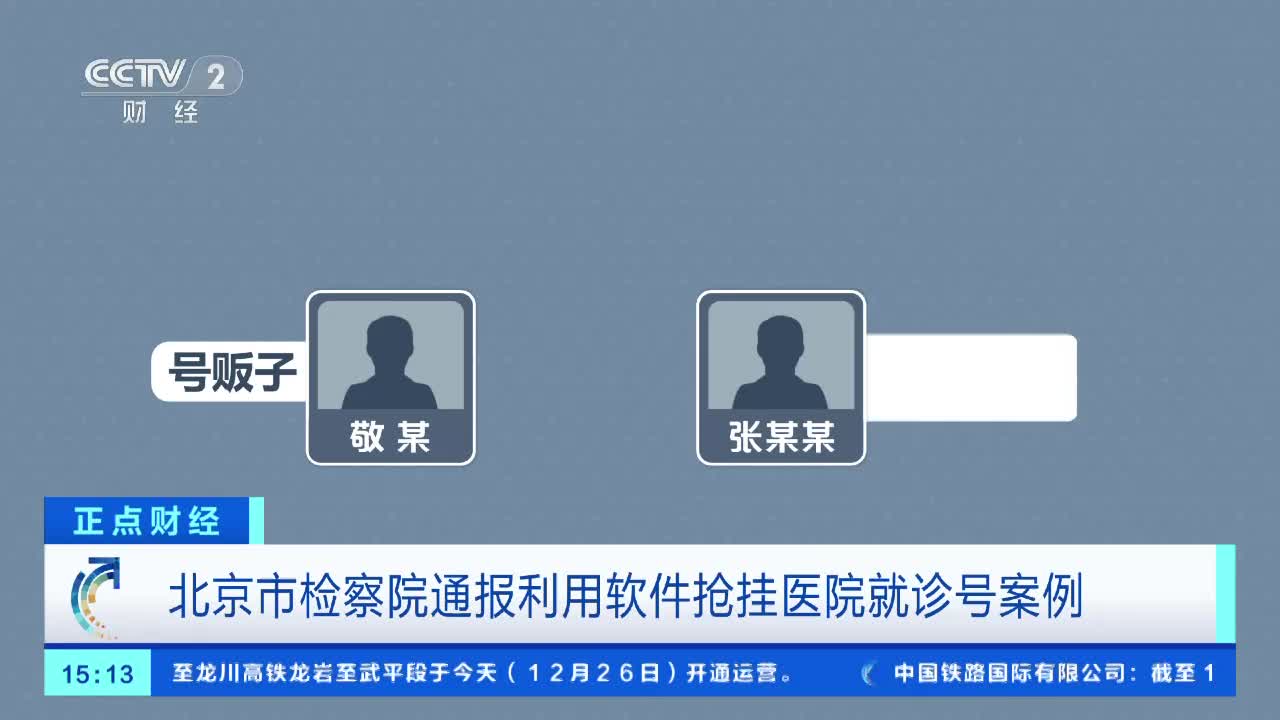 CCTV 2
财 经
号贩子
敬 某
张某某
正点财经
北京市检察院通报利用软件抢挂医院就诊号案例
15:13
至龙川高铁龙岩至武平段于今天（12月26日）开通运营。
中国铁路国际有限公司：截至1